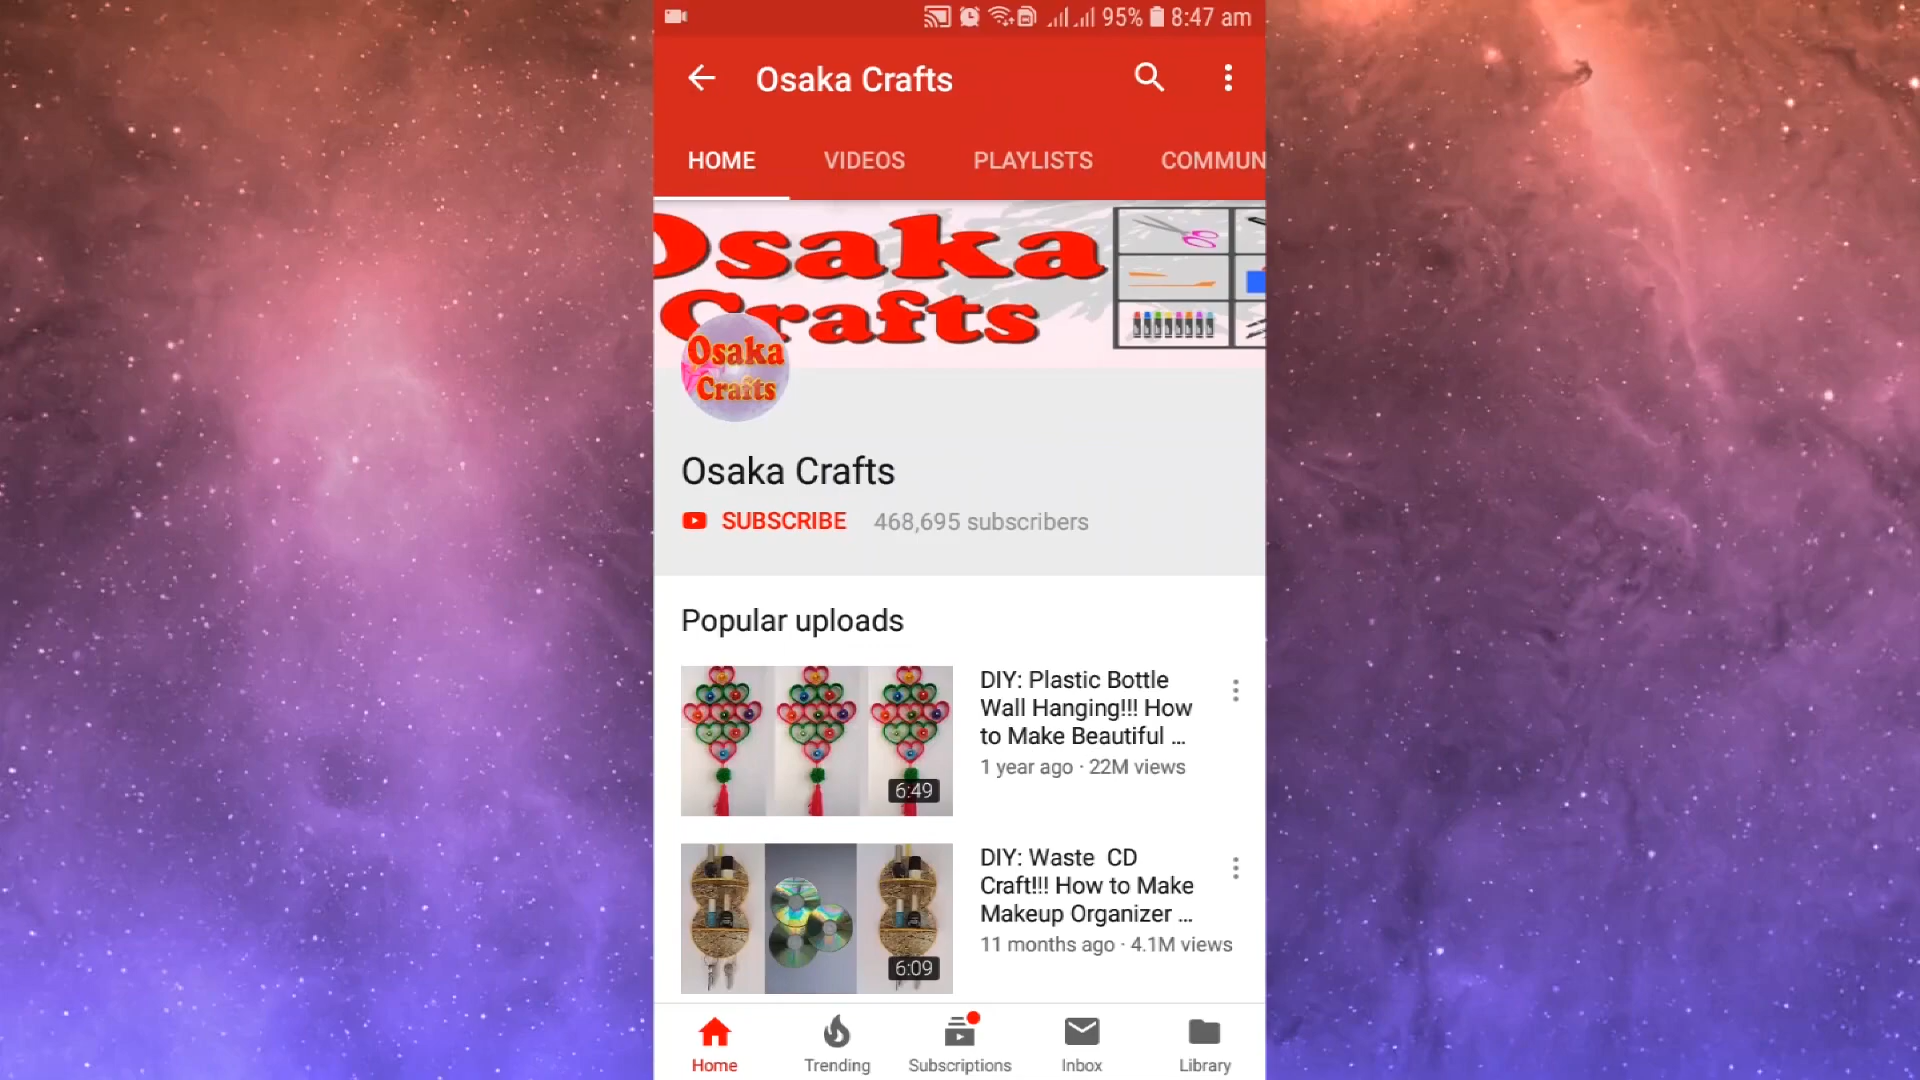 95% 8:47 am
Osaka Crafts
HOME VIDEOS PLAYLISTS COMMUN
Osaka
Crafts
Osaka
Crafts
Osaka Crafts
SUBSCRIBE 468,695 subscribers
Popular uploads
DIY: Plastic Bottle
Wall Hanging!!! How
to Make Beautiful ...
1 year ago · 22M views
6:49
DIY: Waste CD
Craft!!! How to Make
Makeup Organizer ...
11 months ago · 4.1M views
6:09
Home Trending Subscriptions Inbox Library